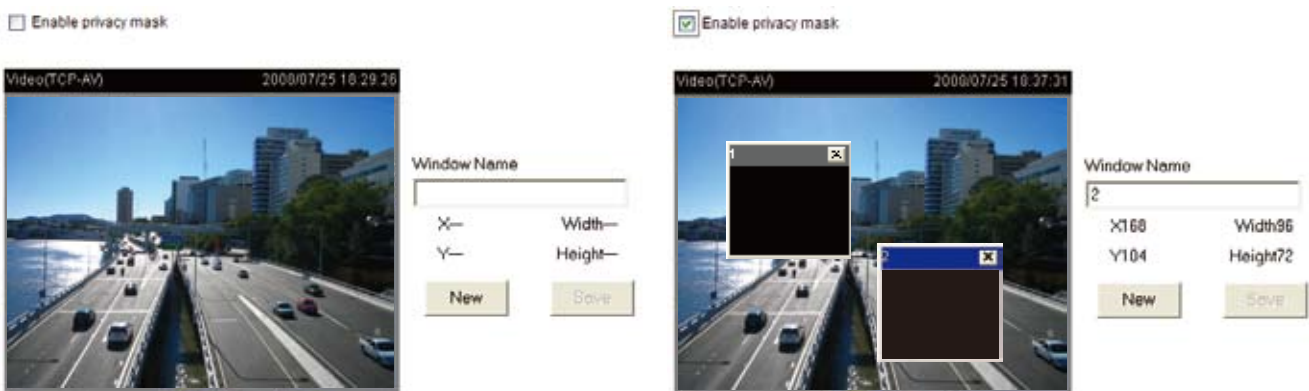 Enable privacy mask
Video(TCP-AV) 2008/07/25 18:29:26
Window Name
X— Width—
Y— Height—
New Save
Enable privacy mask
Video(TCP-AV) 2008/07/25 18:37:31
1
2
Window Name
2
X168 Width96
Y104 Height72
New Save